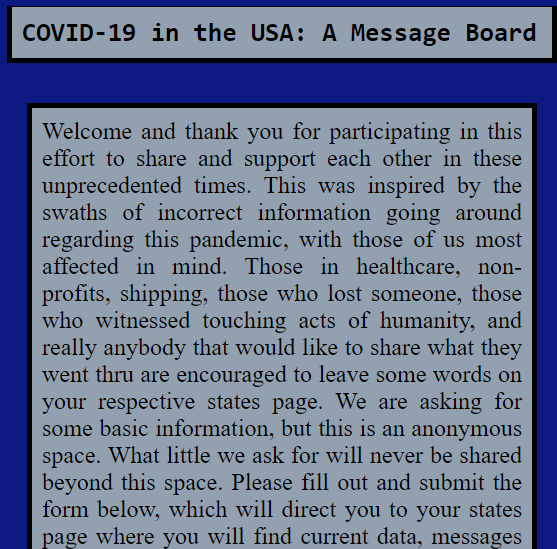 COVID-19 in the USA: A Message Board
Welcome and thank you for participating in this
effort to share and support each other in these
unprecedented times. This was inspired by the
swaths of incorrect information going around
regarding this pandemic, with those of us most
affected in mind. Those in healthcare, non-
profits, shipping, those who lost someone, those
who witnessed touching acts of humanity, and
really anybody that would like to share what they
went thru are encouraged to leave some words on
your respective states page. We are asking for
some basic information, but this is an anonymous
space. What little we ask for will never be shared
beyond this space. Please fill out and submit the
form below, which will direct you to your states
page where you will find current data, messages